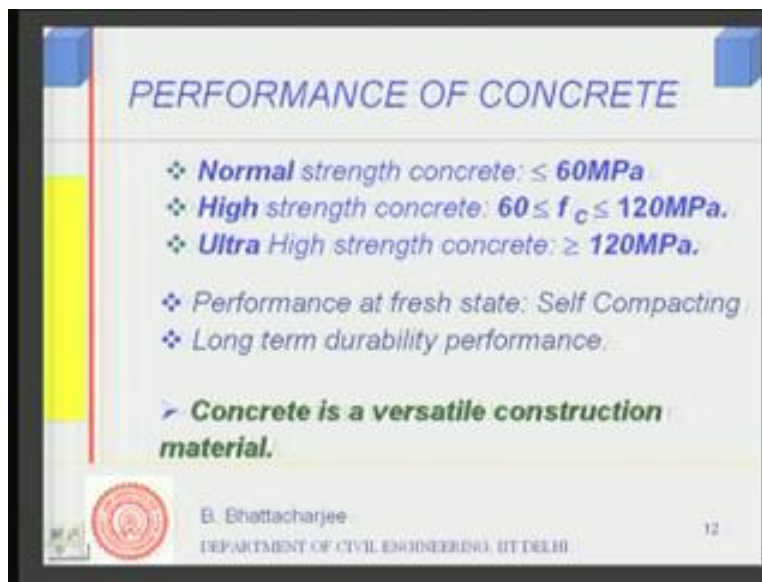 PERFORMANCE OF CONCRETE
❖ Normal strength concrete: ≤ 60MPa
❖ High strength concrete: 60 ≤ f c ≤ 120MPa.
❖ Ultra High strength concrete: ≥ 120MPa.
❖ Performance at fresh state: Self Compacting
❖ Long term durability performance.
➢ Concrete is a versatile construction
material.
B. Bhattacharjee
12
DEPARTMENT OF CIVIL ENGINEERING, IIT DELHI